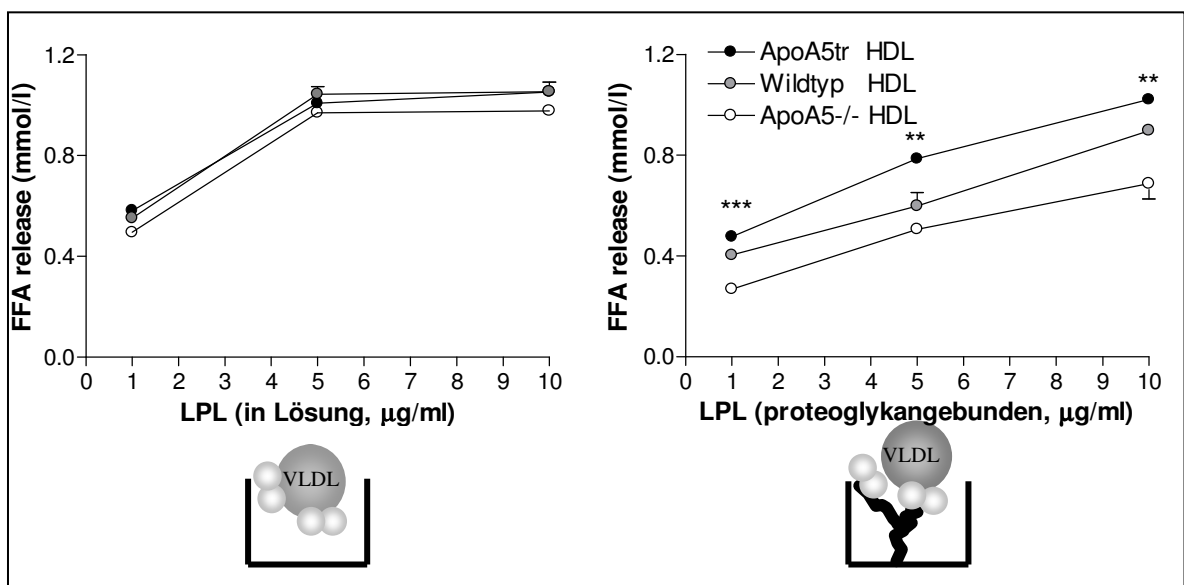 FFA release (mmol/l)
1.2
0.8
0.4
0.0
0 1 2 3 4 5 6 7 8 9 10
LPL (in Lösung, µg/ml)
VLDL
FFA release (mmol/l)
1.2
0.8
0.4
0.0
ApoA5tr HDL
Wildtyp HDL
ApoA5-/- HDL
***
**
**
0 1 2 3 4 5 6 7 8 9 10
LPL (proteoglykangebunden, µg/ml)
VLDL